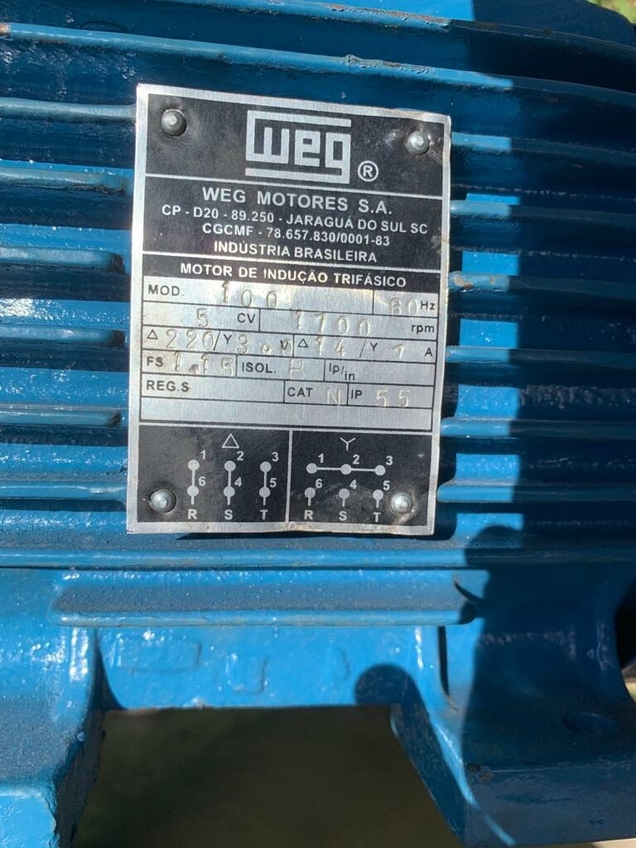 weg ®
WEG MOTORES S.A.
CP - D20 - 89.250 - JARAGUÁ DO SUL SC
CGCMF - 78.657.830/0001-83
INDÚSTRIA BRASILEIRA
MOTOR DE INDUÇÃO TRIFÁSICO
MOD. 100 60 Hz
5 CV 1700 rpm
Δ 220/Y V Δ 14/Y A
FS 1.15 ISOL. B Ip/in
REG.S CAT N IP 55
Δ Y
1 2 3 1 2 3
6 4 5 6 4 5
R S T R S T